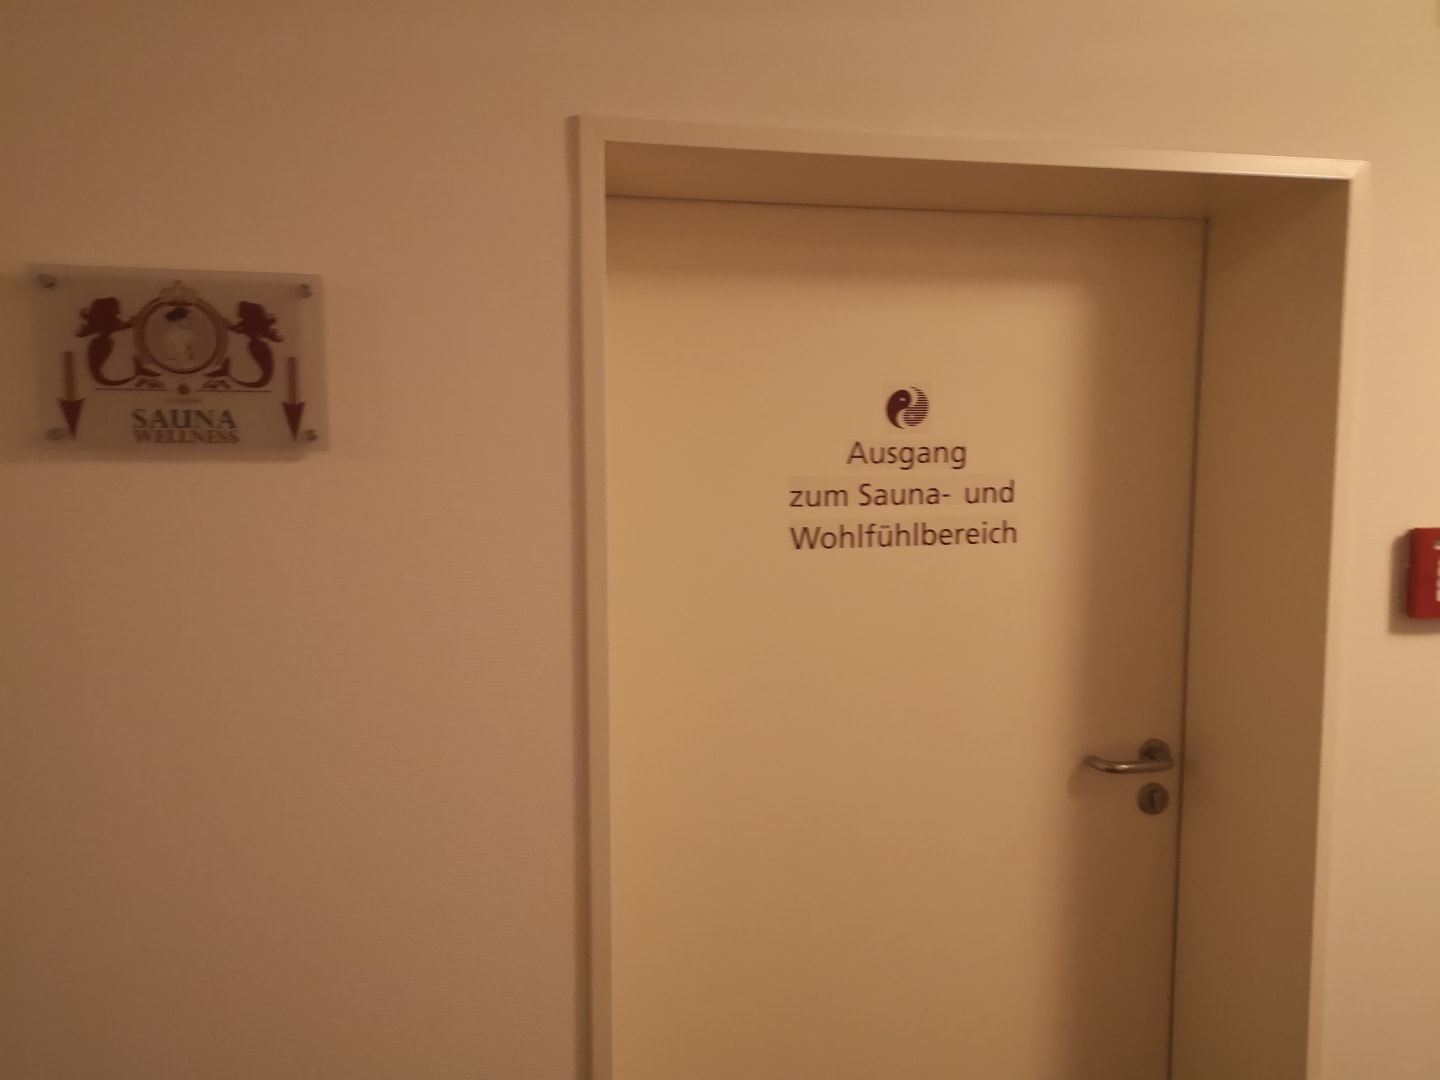 SAUNA
WELLNESS
Ausgang
zum Sauna- und
Wohlfühlbereich